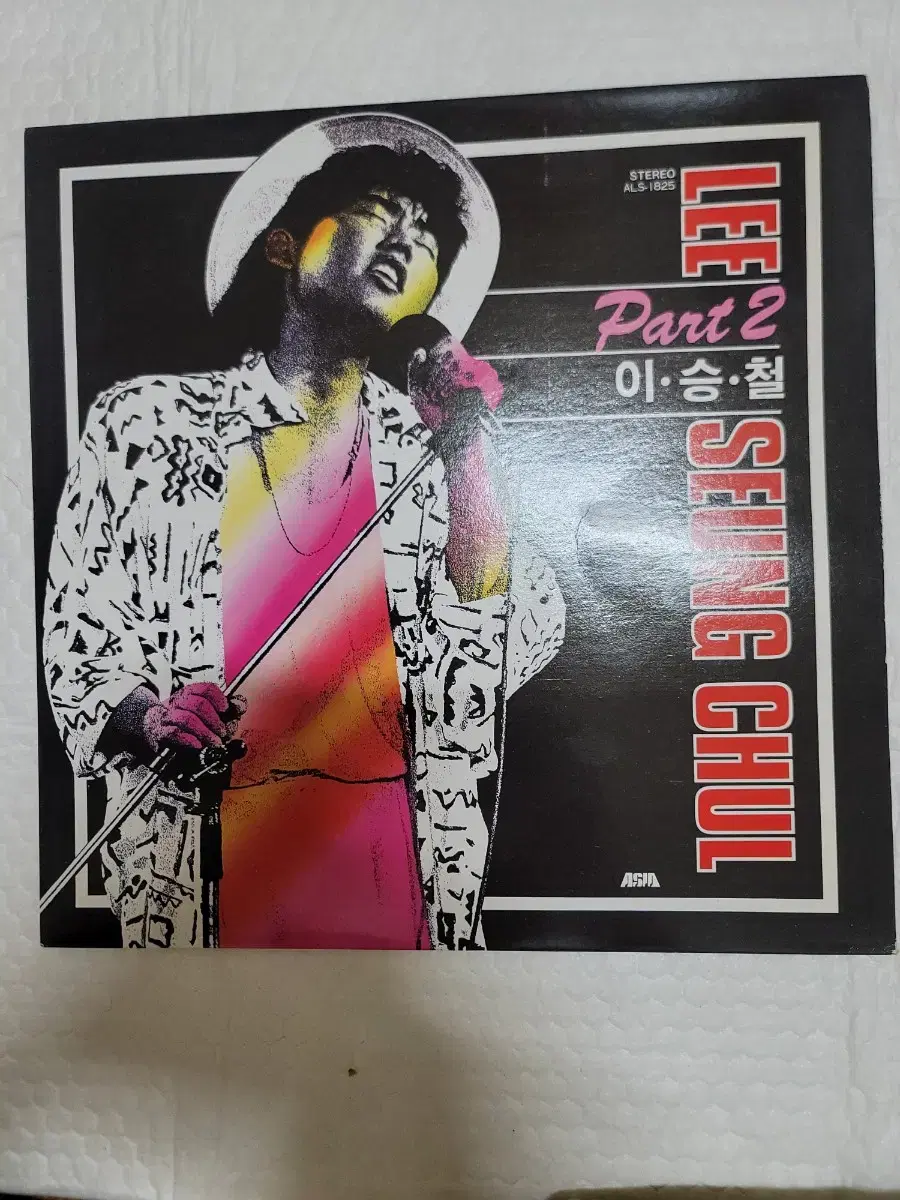 STEREO
ALS-1825
LEE
Part 2
이·승·철
SEUNG CHUL
ASIA